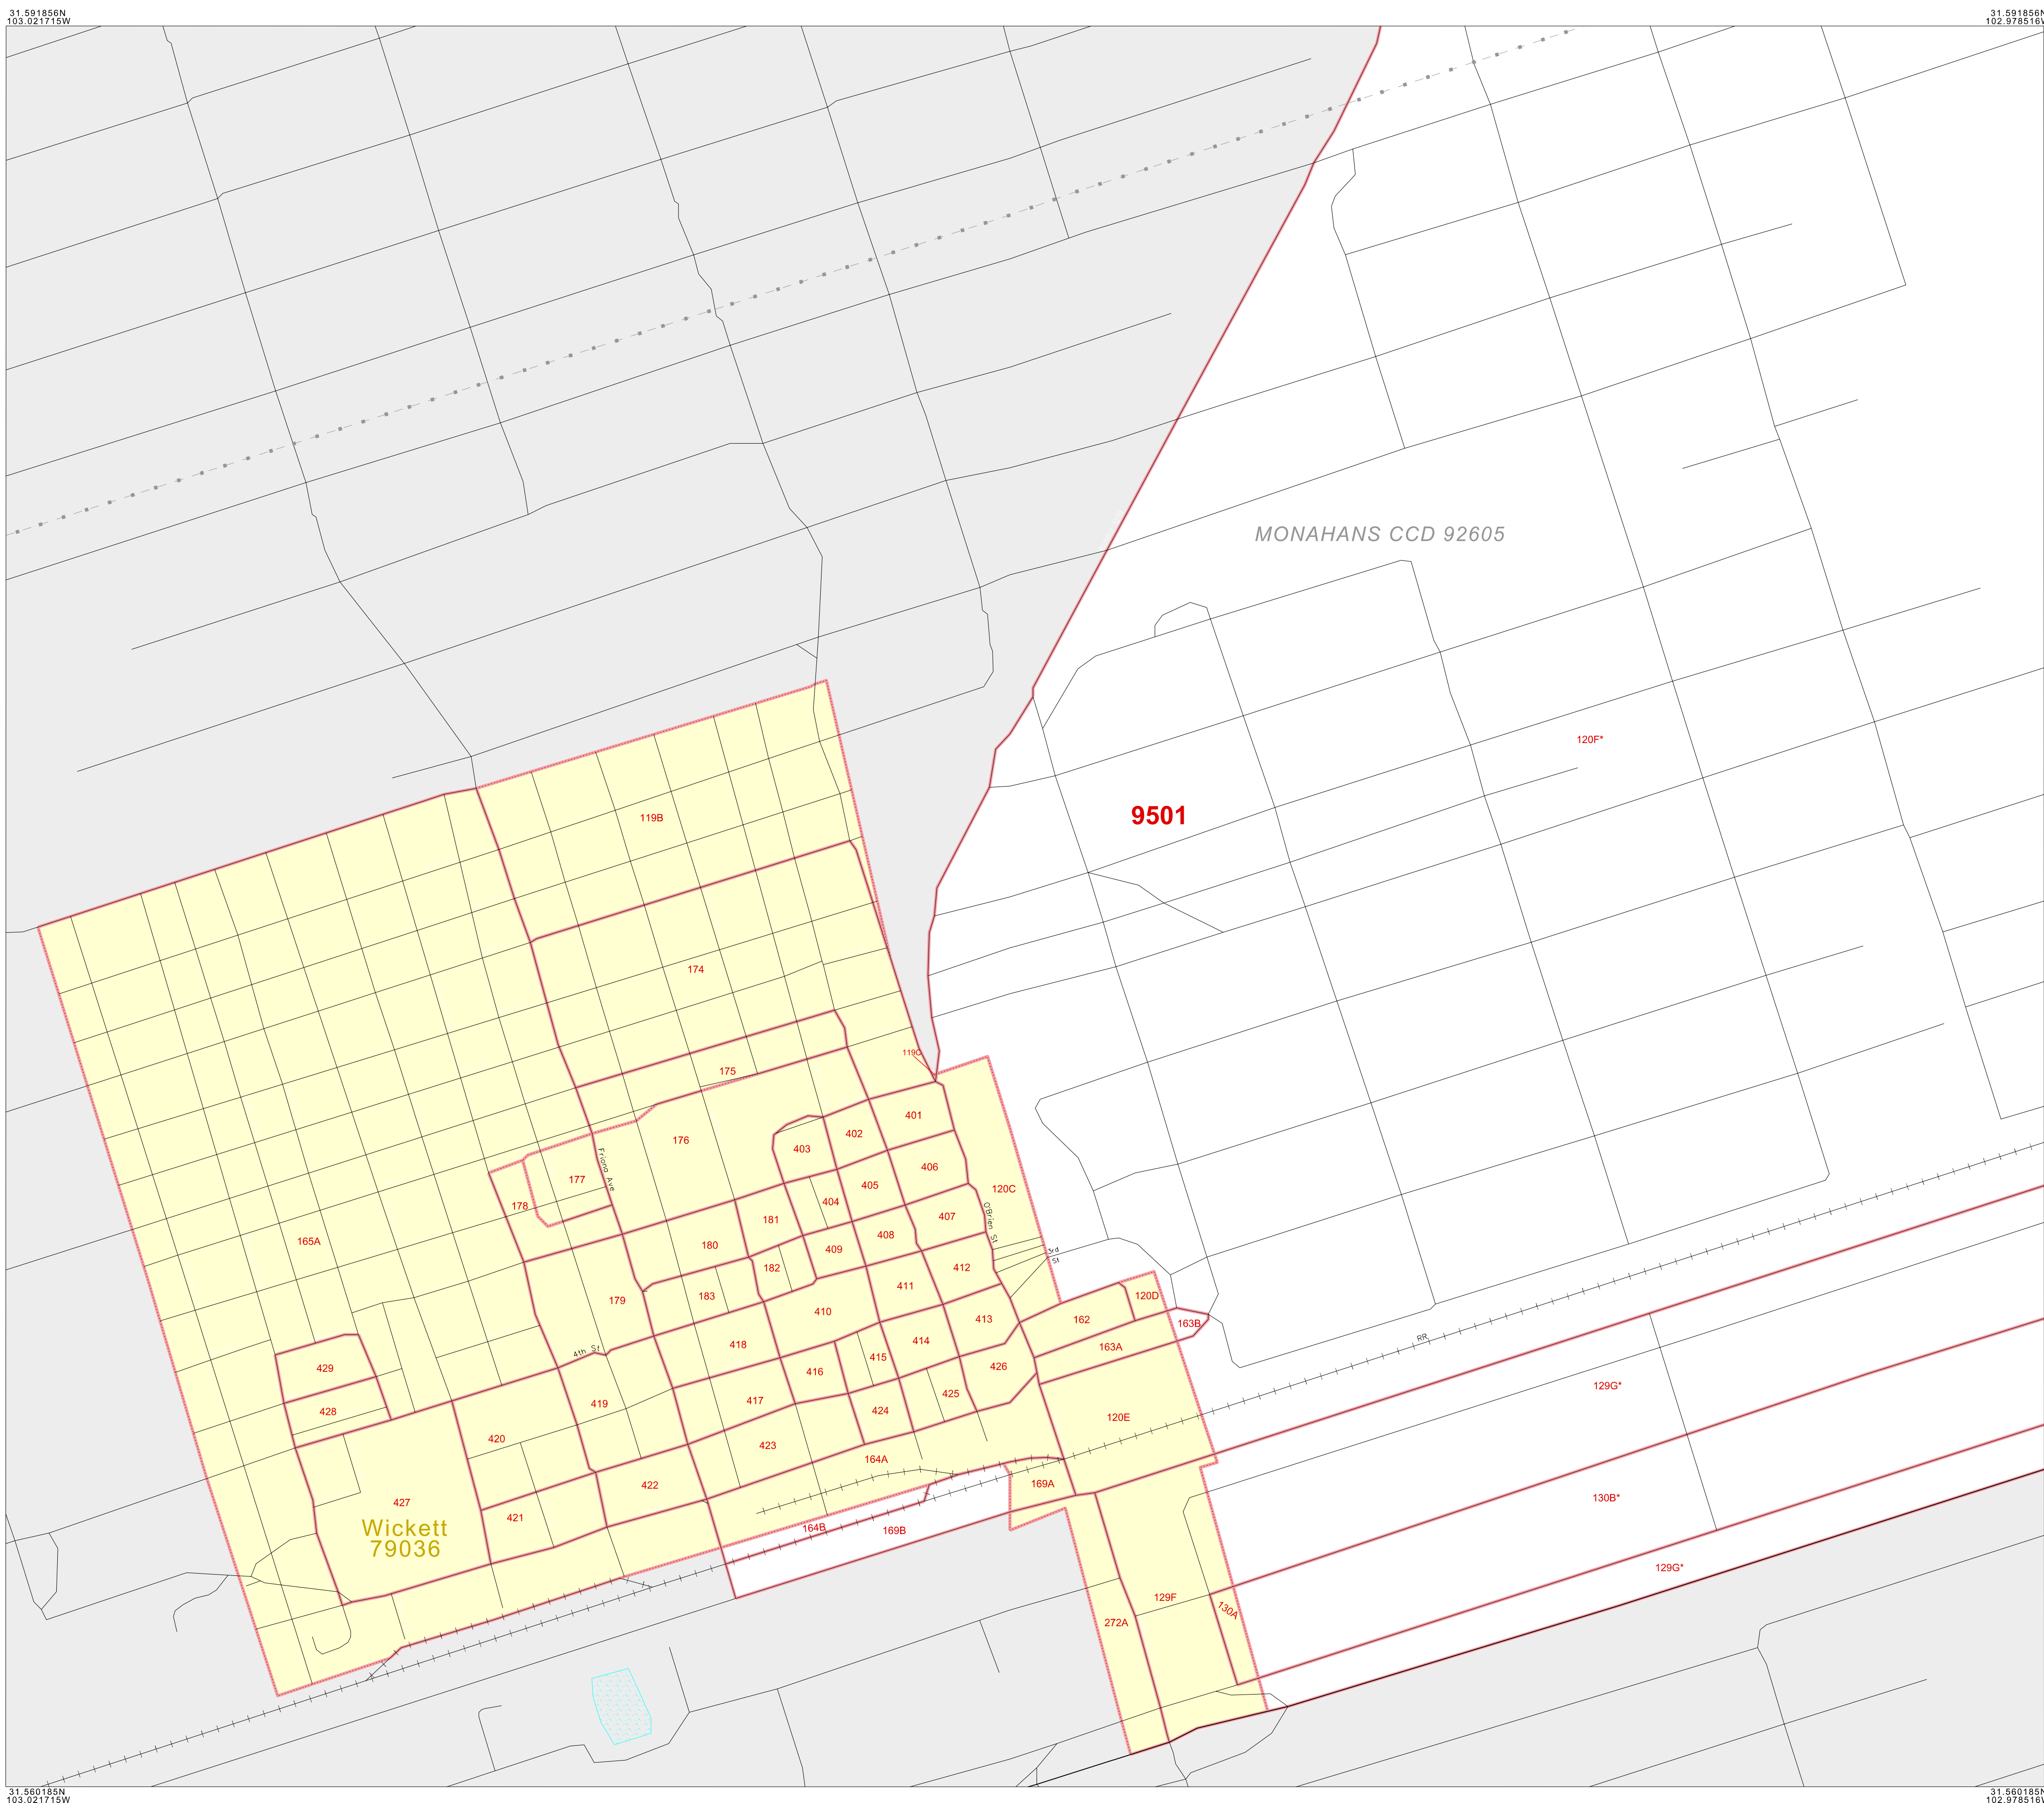 31.591856N
103.021715W
31.591856N
102.978516W
MONAHANS CCD 92605
120F*
9501
119B
174
119C
175
401
176
402
403
406
Friona Ave
177
405
120C
178
404
407
O'Brien St
181
408
165A
180
409
3rd
St
412
182
411
183
120D
179
410
413
162
163B
414
163A
418
4th St
415
429
426
416
129G*
425
417
419
428
424
RR
120E
420
423
164A
422
169A
427
130B*
421
Wickett
79036
164B
169B
129G*
129F
130A
272A
31.560185N
103.021715W
31.560185N
102.978516W